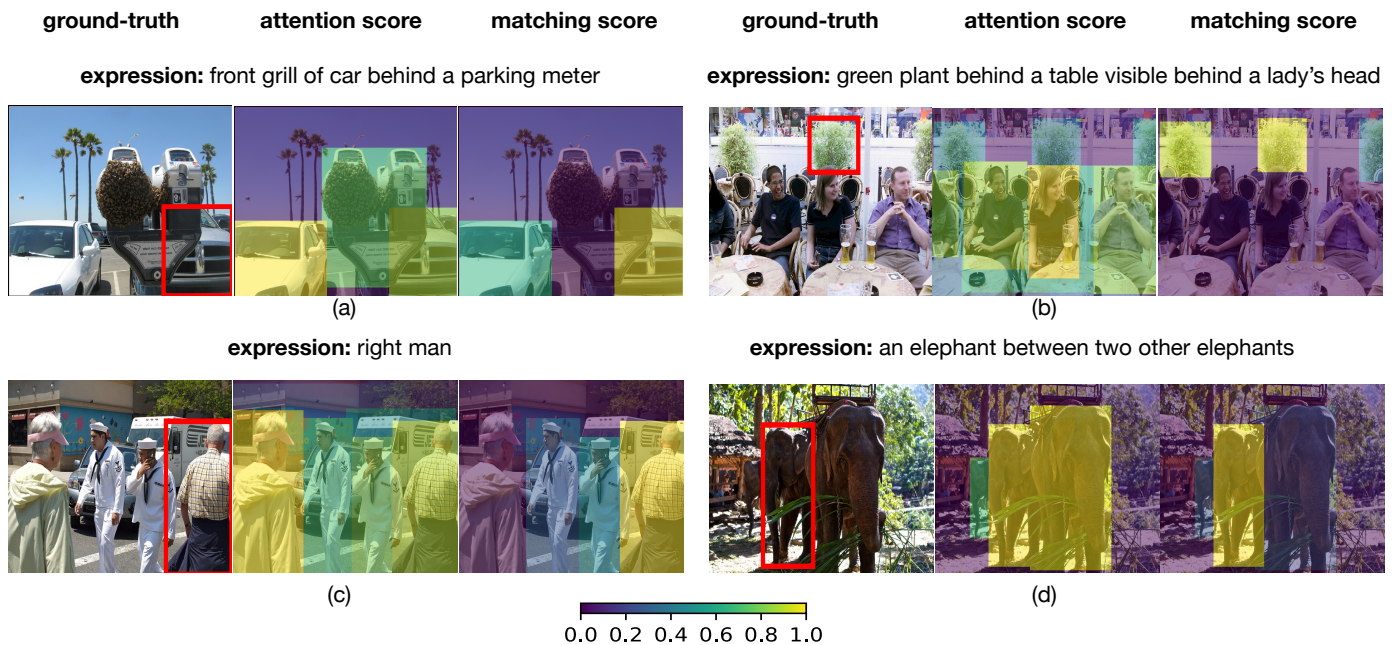 ground-truth attention score matching score ground-truth attention score matching score
expression: front grill of car behind a parking meter
expression: green plant behind a table visible behind a lady's head
(a)
(b)
expression: right man
expression: an elephant between two other elephants
(c)
(d)
0.0 0.2 0.4 0.6 0.8 1.0